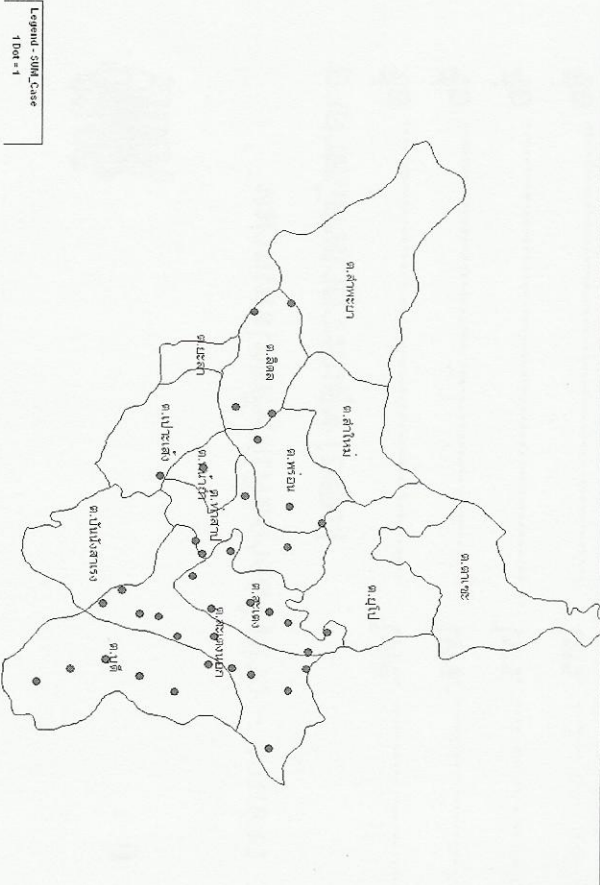 Legend - SUM_Case
1 Dot = 1
ต.ลำพะยา
ต.ลิดล
ต.ยะลา
ต.ลำใหม่
ต.เปาะเส้ง
ต.พร่อน
ต.หน้าถ้ำ
ต.ท่าสาป
ต.ตาเซะ
ต.ยุโป
ต.บันนังสาเรง
ต.สะเตง
ต.สะเตงนอก
ต.บุดี